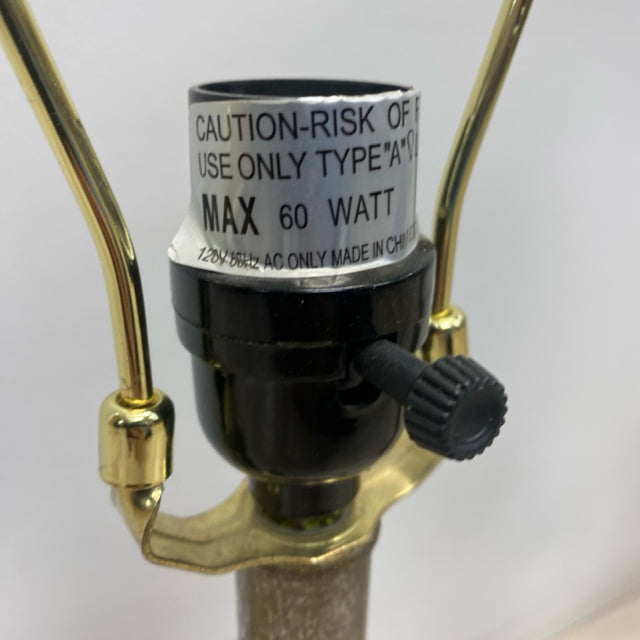 CAUTION-RISK OF
USE ONLY TYPE "A"
MAX 60 WATT
120V 60Hz AC ONLY MADE IN CHINA